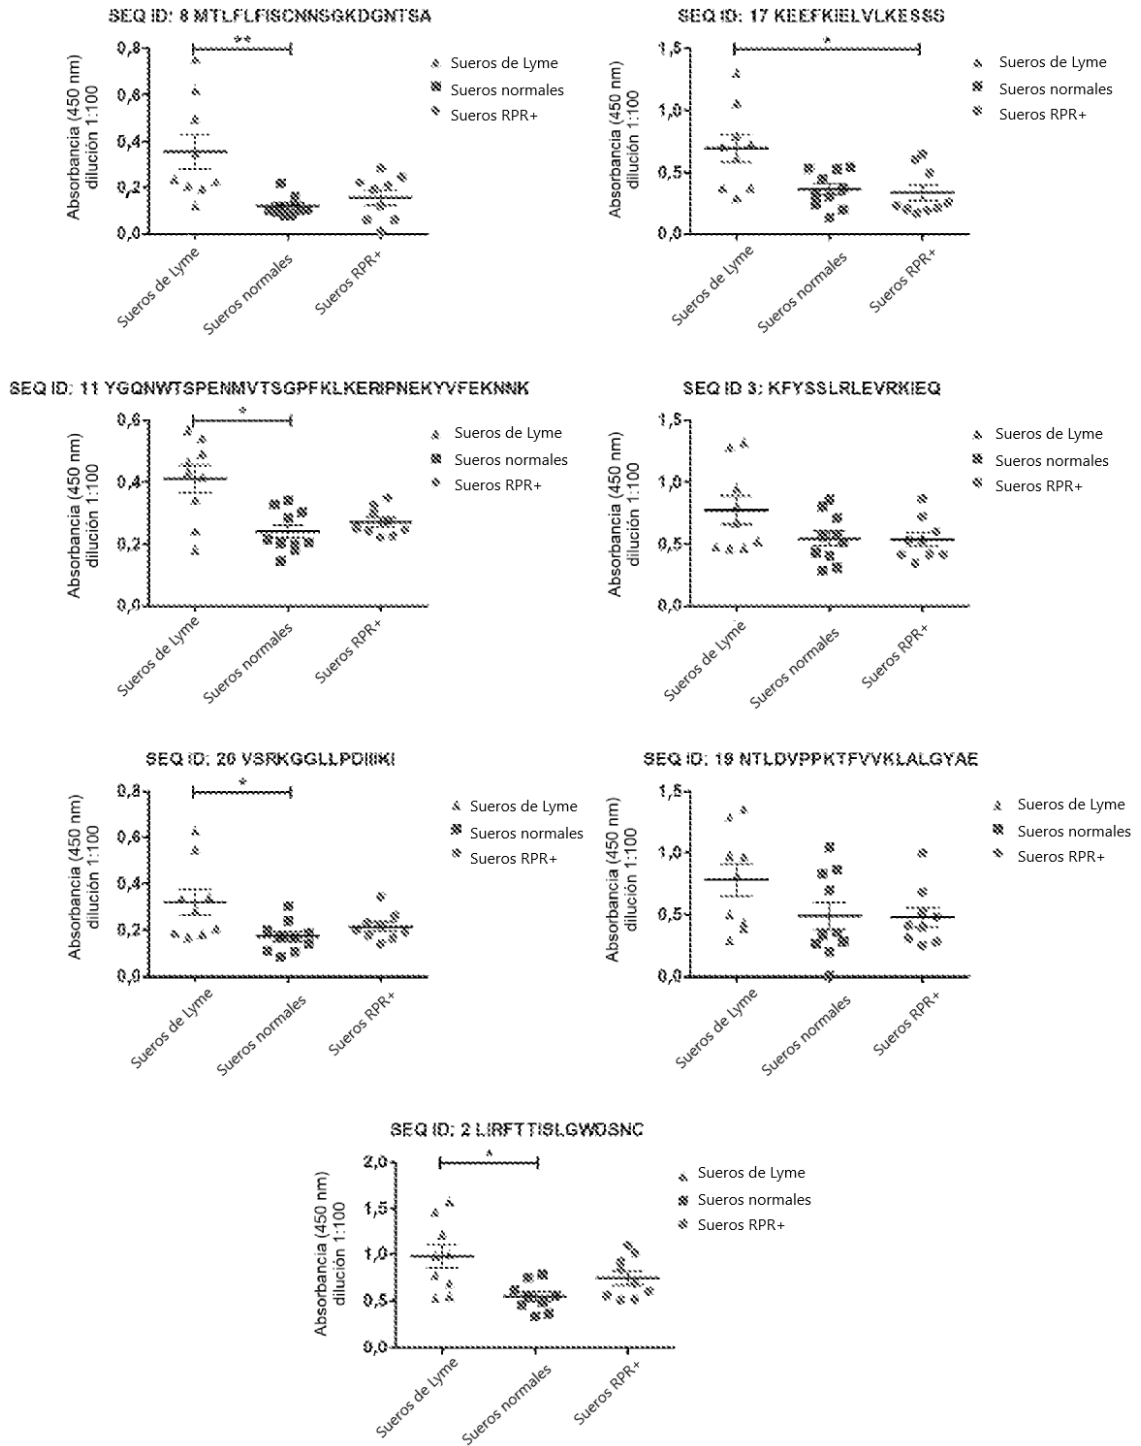 SEQ ID: 8 MTLFLFISCNNSGKDGNTSA
**
Absorbancia (450 nm)
dilución 1:100
0,8
0,6
0,4
0,2
0,0
Sueros de Lyme
Sueros normales
Sueros RPR+
Sueros de Lyme
Sueros normales
Sueros RPR+
SEQ ID: 17 KEEFKIELVLKESSS
*
Absorbancia (450 nm)
dilución 1:100
1,5
1,0
0,5
0,0
Sueros de Lyme
Sueros normales
Sueros RPR+
Sueros de Lyme
Sueros normales
Sueros RPR+
SEQ ID: 11 YGQNWTSPENMVTSGPFKLKERIPNEKYVFEKNNK
*
Absorbancia (450 nm)
dilución 1:100
0,6
0,4
0,2
0,0
Sueros de Lyme
Sueros normales
Sueros RPR+
Sueros de Lyme
Sueros normales
Sueros RPR+
SEQ ID 3: KFYSSLRLEVRKIEQ
Absorbancia (450 nm)
dilución 1:100
1,5
1,0
0,5
0,0
Sueros de Lyme
Sueros normales
Sueros RPR+
Sueros de Lyme
Sueros normales
Sueros RPR+
SEQ ID: 20
*
Absorbancia (450 nm)
dilución 1:100
0,8
0,6
0,4
0,2
0,0
Sueros de Lyme
Sueros normales
Sueros RPR+
Sueros de Lyme
Sueros normales
Sueros RPR+
SEQ ID: 19 NTLDVPPKTFVVKLALGYAE
Absorbancia (450 nm)
dilución 1:100
1,5
1,0
0,5
0,0
Sueros de Lyme
Sueros normales
Sueros RPR+
Sueros de Lyme
Sueros normales
Sueros RPR+
SEQ ID: 2 LIRFTTISLGWDSNC
*
Absorbancia (450 nm)
dilución 1:100
2,0
1,5
1,0
0,5
0,0
Sueros de Lyme
Sueros normales
Sueros RPR+
Sueros de Lyme
Sueros normales
Sueros RPR+